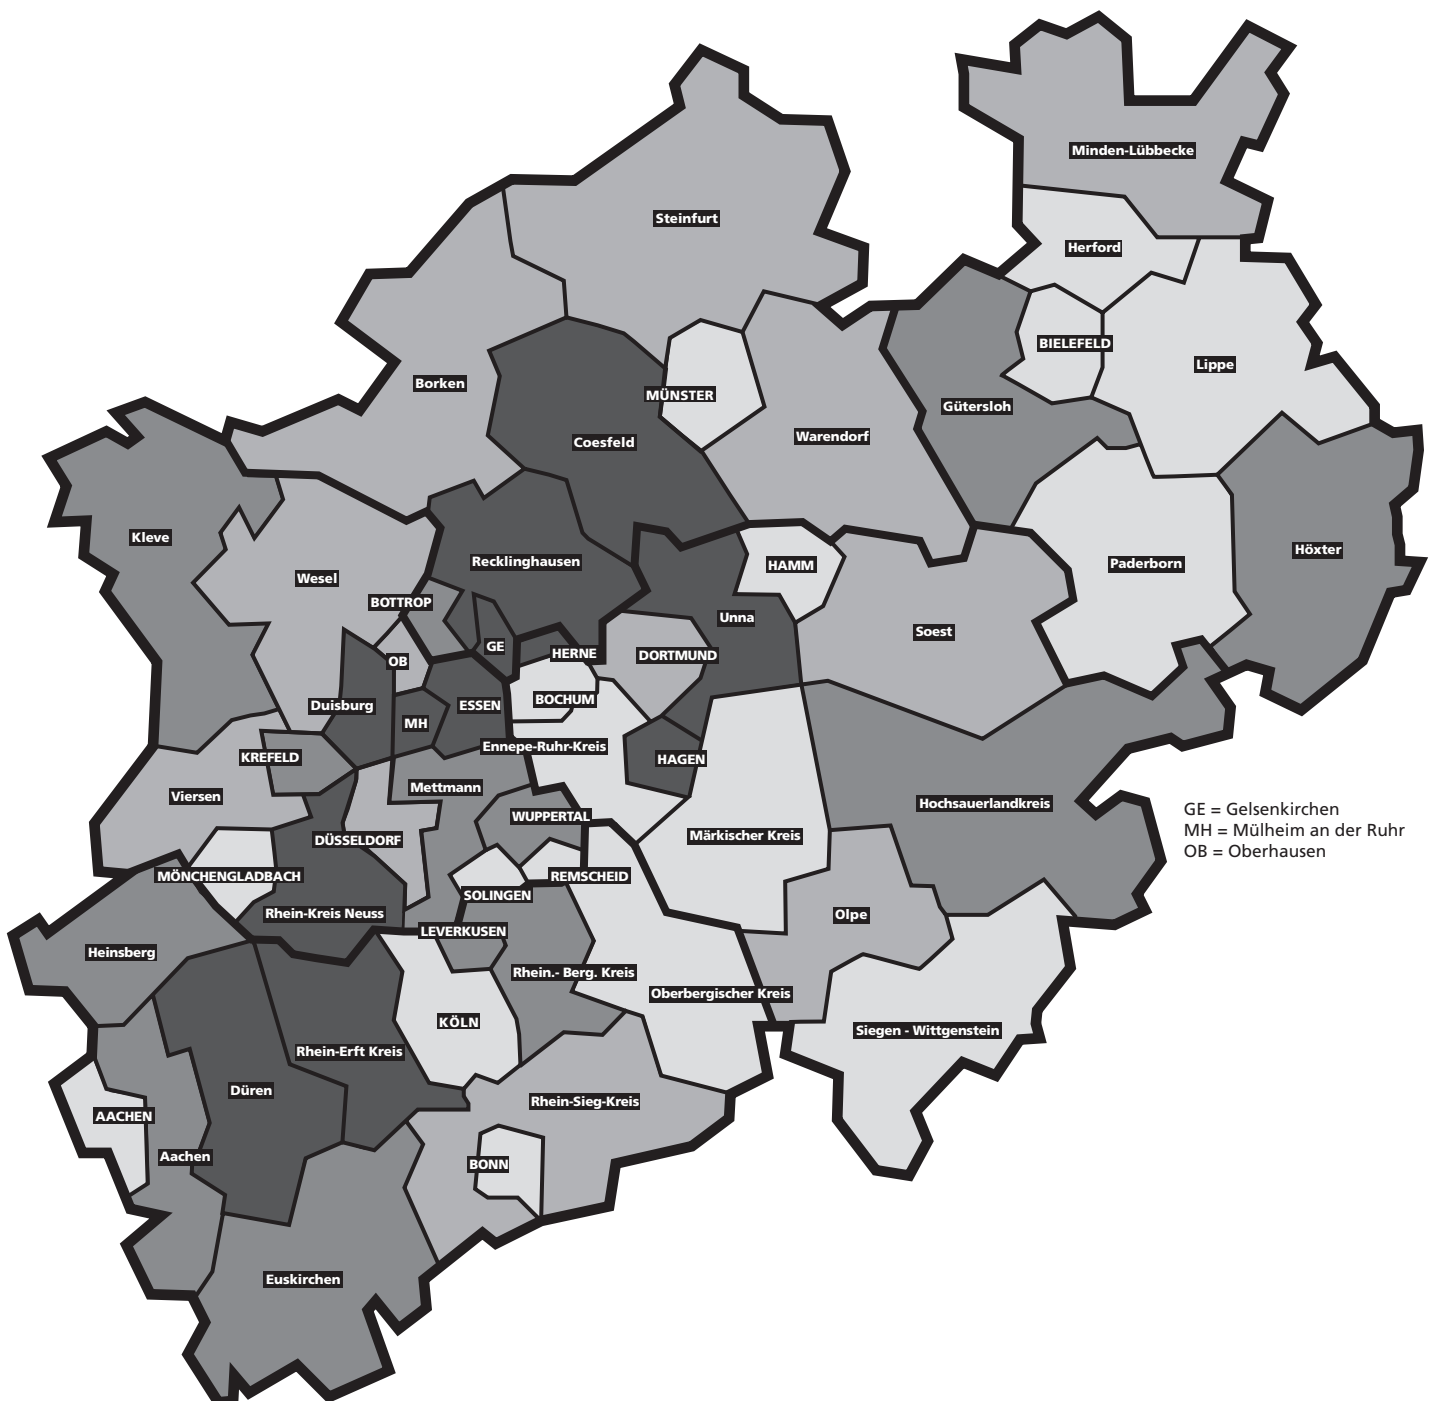 Minden-Lübbecke
Steinfurt
Herford
BIELEFELD
Lippe
Borken
MÜNSTER
Gütersloh
Warendorf
Coesfeld
Kleve
Höxter
Recklinghausen
Paderborn
HAMM
Wesel
BOTTROP
Unna
Soest
GE
HERNE
DORTMUND
OB
BOCHUM
Duisburg
ESSEN
MH
Ennepe-Ruhr-Kreis
KREFELD
HAGEN
Mettmann
Viersen
Hochsauerlandkreis
GE = Gelsenkirchen
MH = Mülheim an der Ruhr
OB = Oberhausen
WUPPERTAL
Märkischer Kreis
DÜSSELDORF
MÖNCHENGLADBACH
REMSCHEID
SOLINGEN
Rhein-Kreis Neuss
Olpe
LEVERKUSEN
Heinsberg
Rhein.- Berg. Kreis
Oberbergischer Kreis
KÖLN
Siegen - Wittgenstein
Rhein-Erft Kreis
Düren
Rhein-Sieg-Kreis
AACHEN
Aachen
BONN
Euskirchen